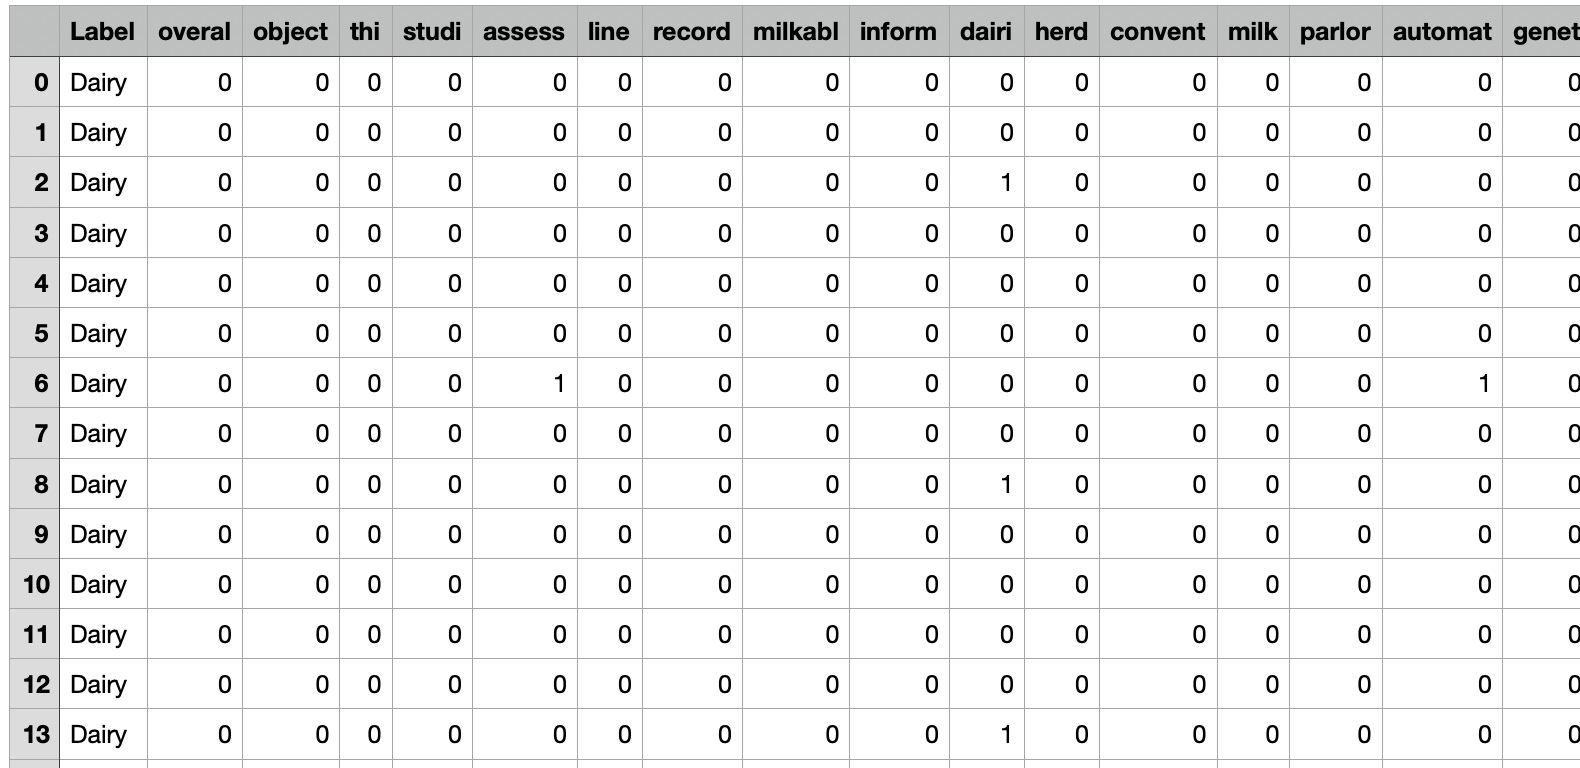 Label overal object thi studi assess line record milkabl inform dairi herd convent milk parlor automat genet
0 Dairy 0 0 0 0 0 0 0 0 0 0 0 0 0 0 0 0
1 Dairy 0 0 0 0 0 0 0 0 0 0 0 0 0 0 0 0
2 Dairy 0 0 0 0 0 0 0 0 0 1 0 0 0 0 0 0
3 Dairy 0 0 0 0 0 0 0 0 0 0 0 0 0 0 0 0
4 Dairy 0 0 0 0 0 0 0 0 0 0 0 0 0 0 0 0
5 Dairy 0 0 0 0 0 0 0 0 0 0 0 0 0 0 0 0
6 Dairy 0 0 0 0 1 0 0 0 0 0 0 0 0 0 1 0
7 Dairy 0 0 0 0 0 0 0 0 0 0 0 0 0 0 0 0
8 Dairy 0 0 0 0 0 0 0 0 0 1 0 0 0 0 0 0
9 Dairy 0 0 0 0 0 0 0 0 0 0 0 0 0 0 0 0
10 Dairy 0 0 0 0 0 0 0 0 0 0 0 0 0 0 0 0
11 Dairy 0 0 0 0 0 0 0 0 0 0 0 0 0 0 0 0
12 Dairy 0 0 0 0 0 0 0 0 0 0 0 0 0 0 0 0
13 Dairy 0 0 0 0 0 0 0 0 0 1 0 0 0 0 0 0